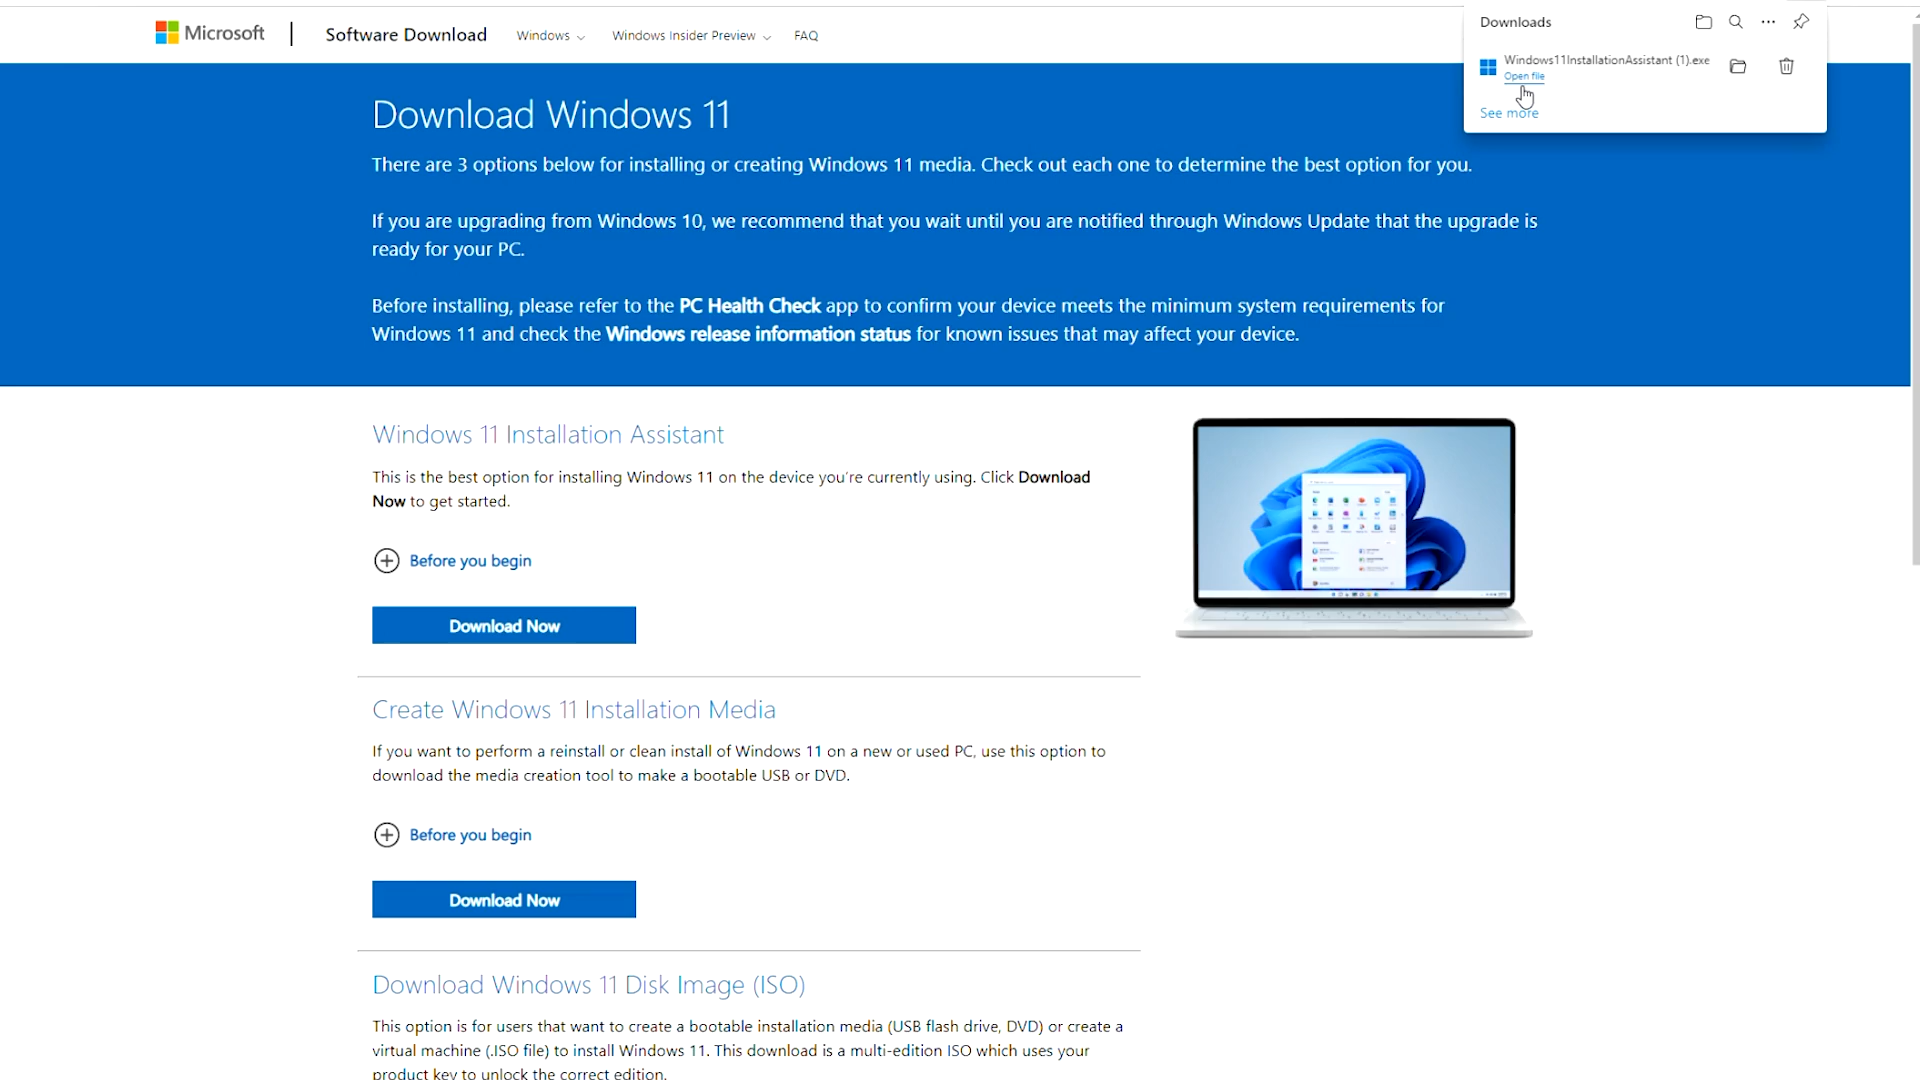 Microsoft
Software Download
Windows
Windows Insider Preview
FAQ
Downloads
Windows11InstallationAssistant (1).exe
Open file
See more
Download Windows 11
There are 3 options below for installing or creating Windows 11 media. Check out each one to determine the best option for you.
If you are upgrading from Windows 10, we recommend that you wait until you are notified through Windows Update that the upgrade is
ready for your PC.
Before installing, please refer to the PC Health Check app to confirm your device meets the minimum system requirements for
Windows 11 and check the Windows release information status for known issues that may affect your device.
Windows 11 Installation Assistant
This is the best option for installing Windows 11 on the device you're currently using. Click Download
Now to get started.
Before you begin
Download Now
Create Windows 11 Installation Media
If you want to perform a reinstall or clean install of Windows 11 on a new or used PC, use this option to
download the media creation tool to make a bootable USB or DVD.
Before you begin
Download Now
Download Windows 11 Disk Image (ISO)
This option is for users that want to create a bootable installation media (USB flash drive, DVD) or create a
virtual machine (.ISO file) to install Windows 11. This download is a multi-edition ISO which uses your
product key to unlock the correct edition.